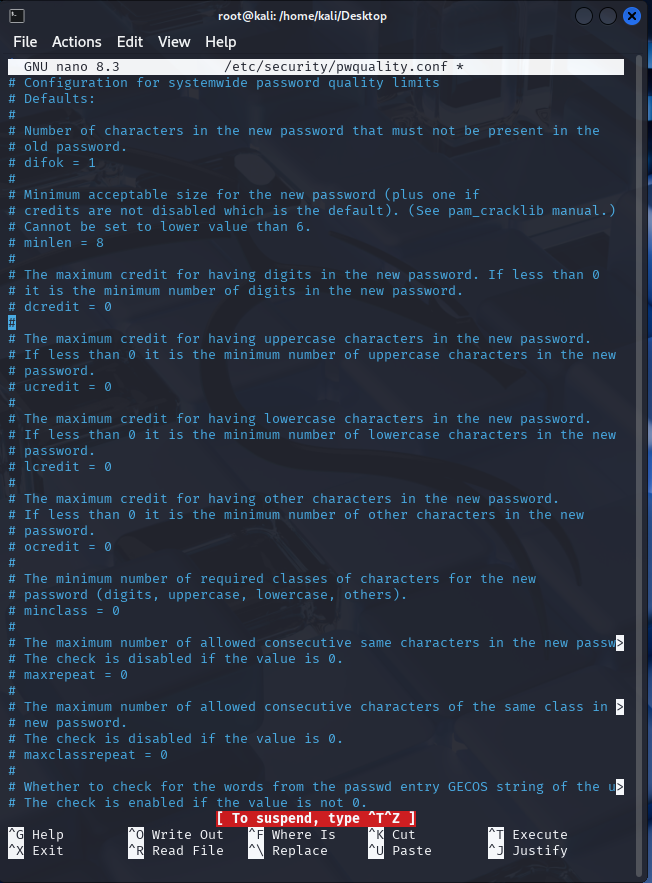 root@kali: /home/kali/Desktop
File Actions Edit View Help
GNU nano 8.3 /etc/security/pwquality.conf *
# Configuration for systemwide password quality limits
# Defaults:
#
# Number of characters in the new password that must not be present in the
# old password.
# difok = 1
#
# Minimum acceptable size for the new password (plus one if
# credits are not disabled which is the default). (See pam_cracklib manual.)
# Cannot be set to lower value than 6.
# minlen = 8
#
# The maximum credit for having digits in the new password. If less than 0
# it is the minimum number of digits in the new password.
# dcredit = 0
#
# The maximum credit for having uppercase characters in the new password.
# If less than 0 it is the minimum number of uppercase characters in the new
# password.
# ucredit = 0
#
# The maximum credit for having lowercase characters in the new password.
# If less than 0 it is the minimum number of lowercase characters in the new
# password.
# lcredit = 0
#
# The maximum credit for having other characters in the new password.
# If less than 0 it is the minimum number of other characters in the new
# password.
# ocredit = 0
#
# The minimum number of required classes of characters for the new
# password (digits, uppercase, lowercase, others).
# minclass = 0
#
# The maximum number of allowed consecutive same characters in the new passw>
# The check is disabled if the value is 0.
# maxrepeat = 0
#
# The maximum number of allowed consecutive characters of the same class in >
# new password.
# The check is disabled if the value is 0.
# maxclassrepeat = 0
#
# Whether to check for the words from the passwd entry GECOS string of the u>
# The check is enabled if the value is not 0.
[ To suspend, type ^T^Z ]
^G Help ^O Write Out ^F Where Is ^K Cut ^T Execute
^X Exit ^R Read File ^\ Replace ^U Paste ^J Justify